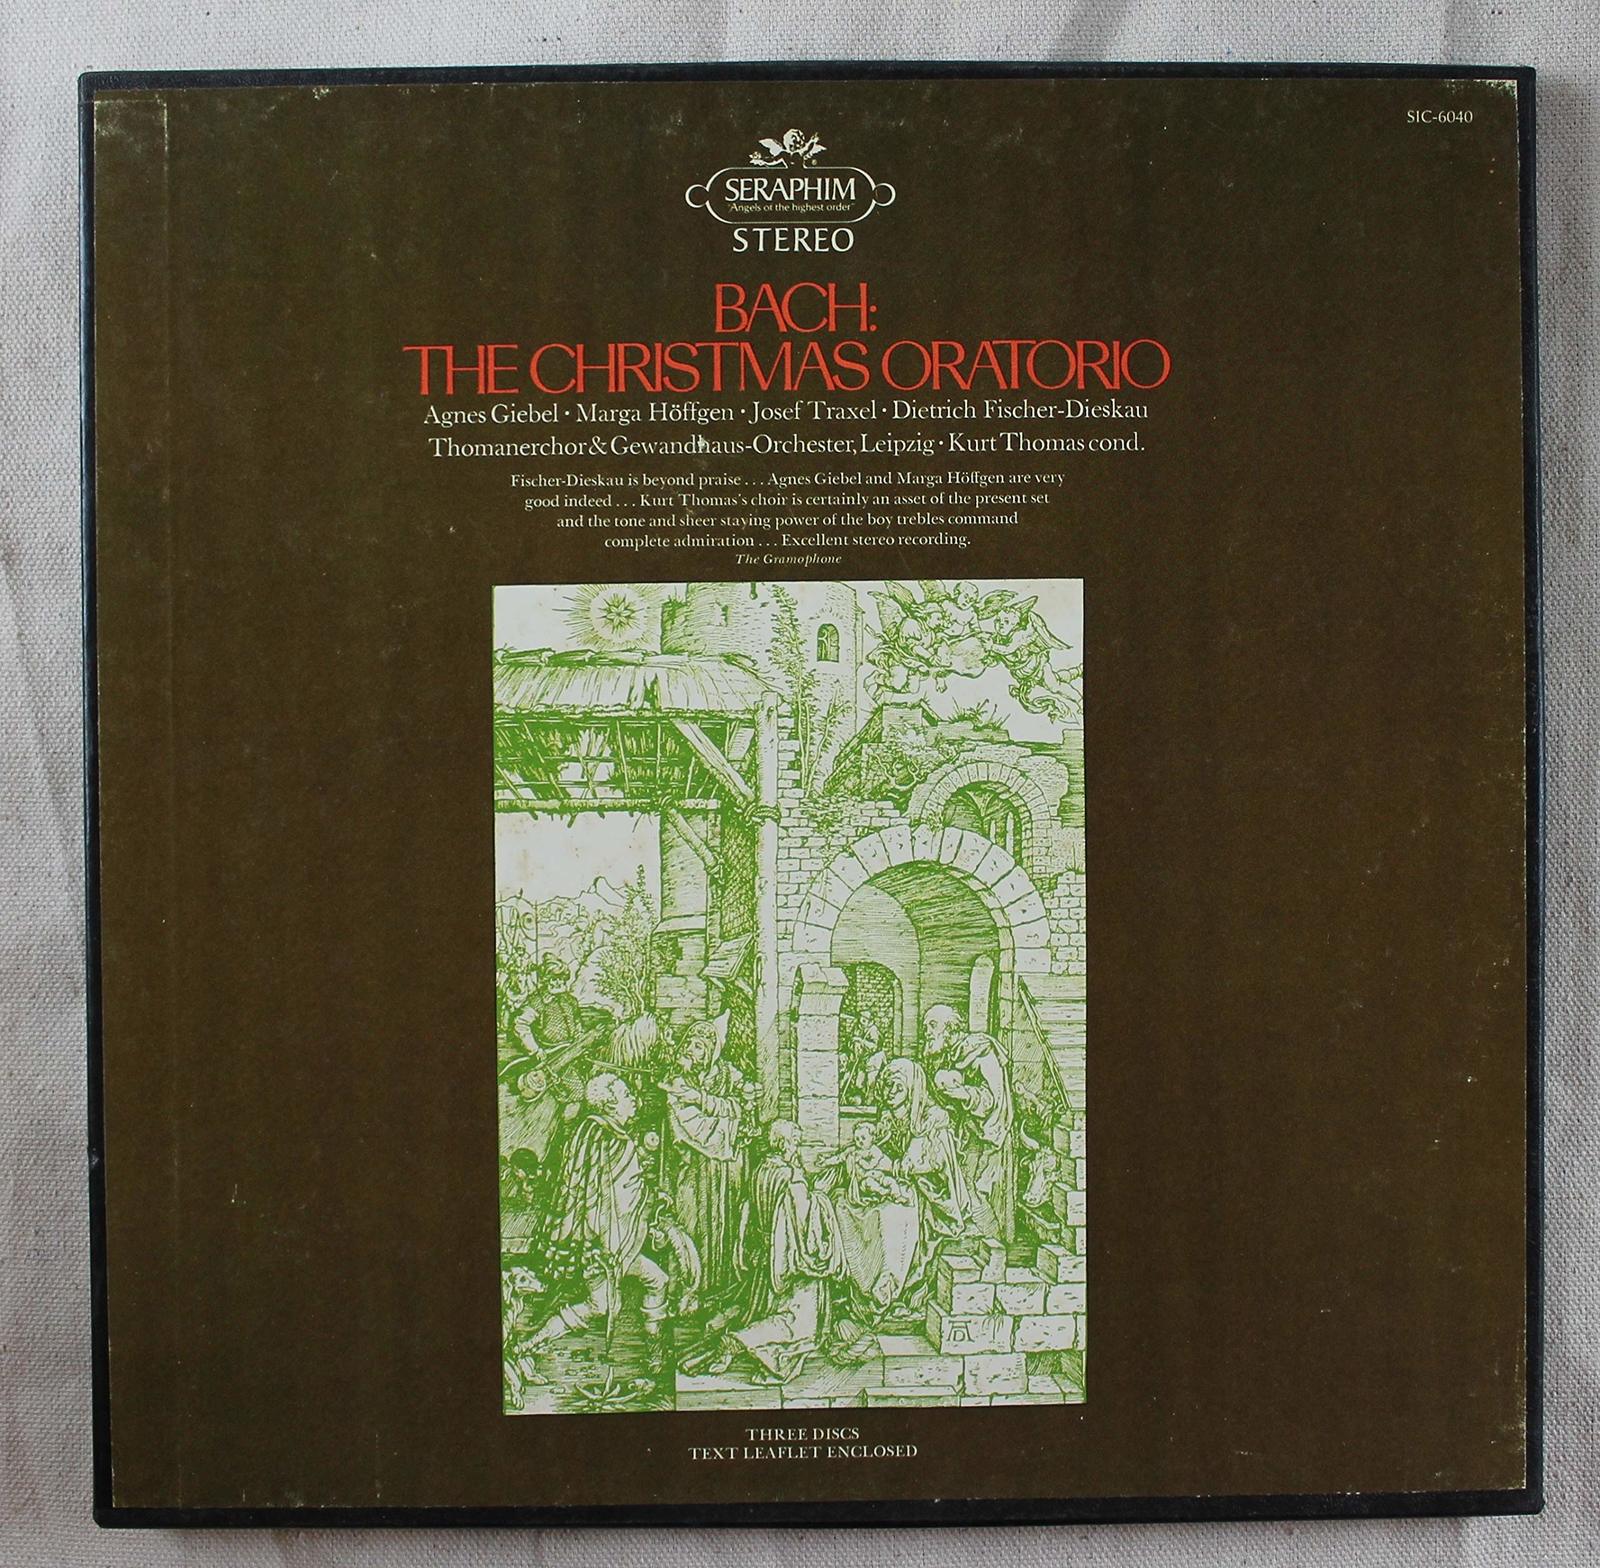 SIC-6040
SERAPHIM
"Angels of the highest order"
STEREO
BACH:
THE CHRISTMAS ORATORIO
Agnes Giebel · Marga Höffgen · Josef Traxel · Dietrich Fischer-Dieskau
Thomanerchor & Gewandhaus-Orchester, Leipzig · Kurt Thomas cond.
Fischer-Dieskau is beyond praise . . . Agnes Giebel and Marga Höffgen are very
good indeed . . . Kurt Thomas's choir is certainly an asset of the present set
and the tone and sheer staying power of the boy trebles command
complete admiration . . . Excellent stereo recording.
The Gramophone
AD
THREE DISCS
TEXT LEAFLET ENCLOSED